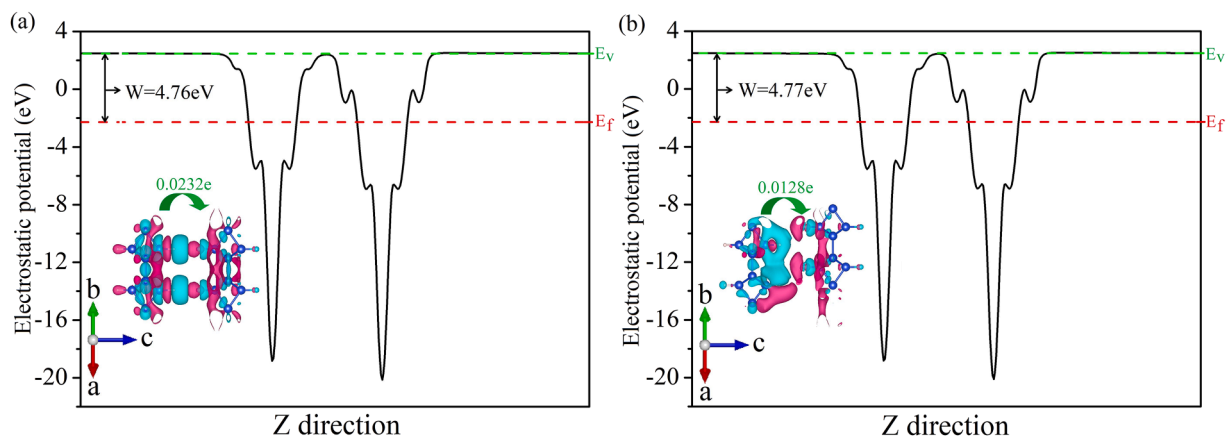 (a)
Electrostatic potential (eV)
4
0
-4
-8
-12
-16
-20
W=4.76eV
Ev
Ef
0.0232e
b
c
a
Z direction
(b)
Electrostatic potential (eV)
4
0
-4
-8
-12
-16
-20
W=4.77eV
Ev
Ef
0.0128e
b
c
a
Z direction